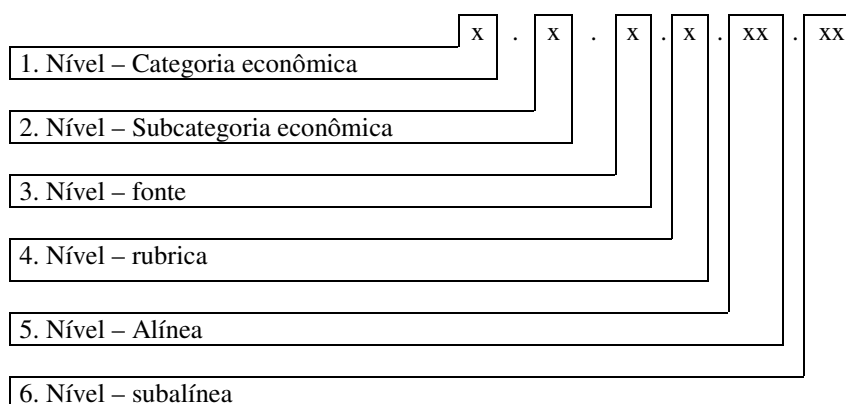 x . x . x . x . xx . xx
1. Nível – Categoria econômica
2. Nível – Subcategoria econômica
3. Nível – fonte
4. Nível – rubrica
5. Nível – Alínea
6. Nível – subalínea